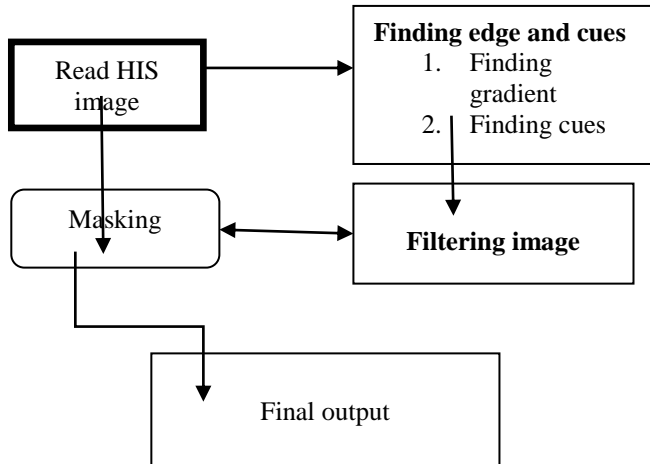 Read HIS
image
Finding edge and cues
1. Finding
gradient
2. Finding cues
Masking
Filtering image
Final output